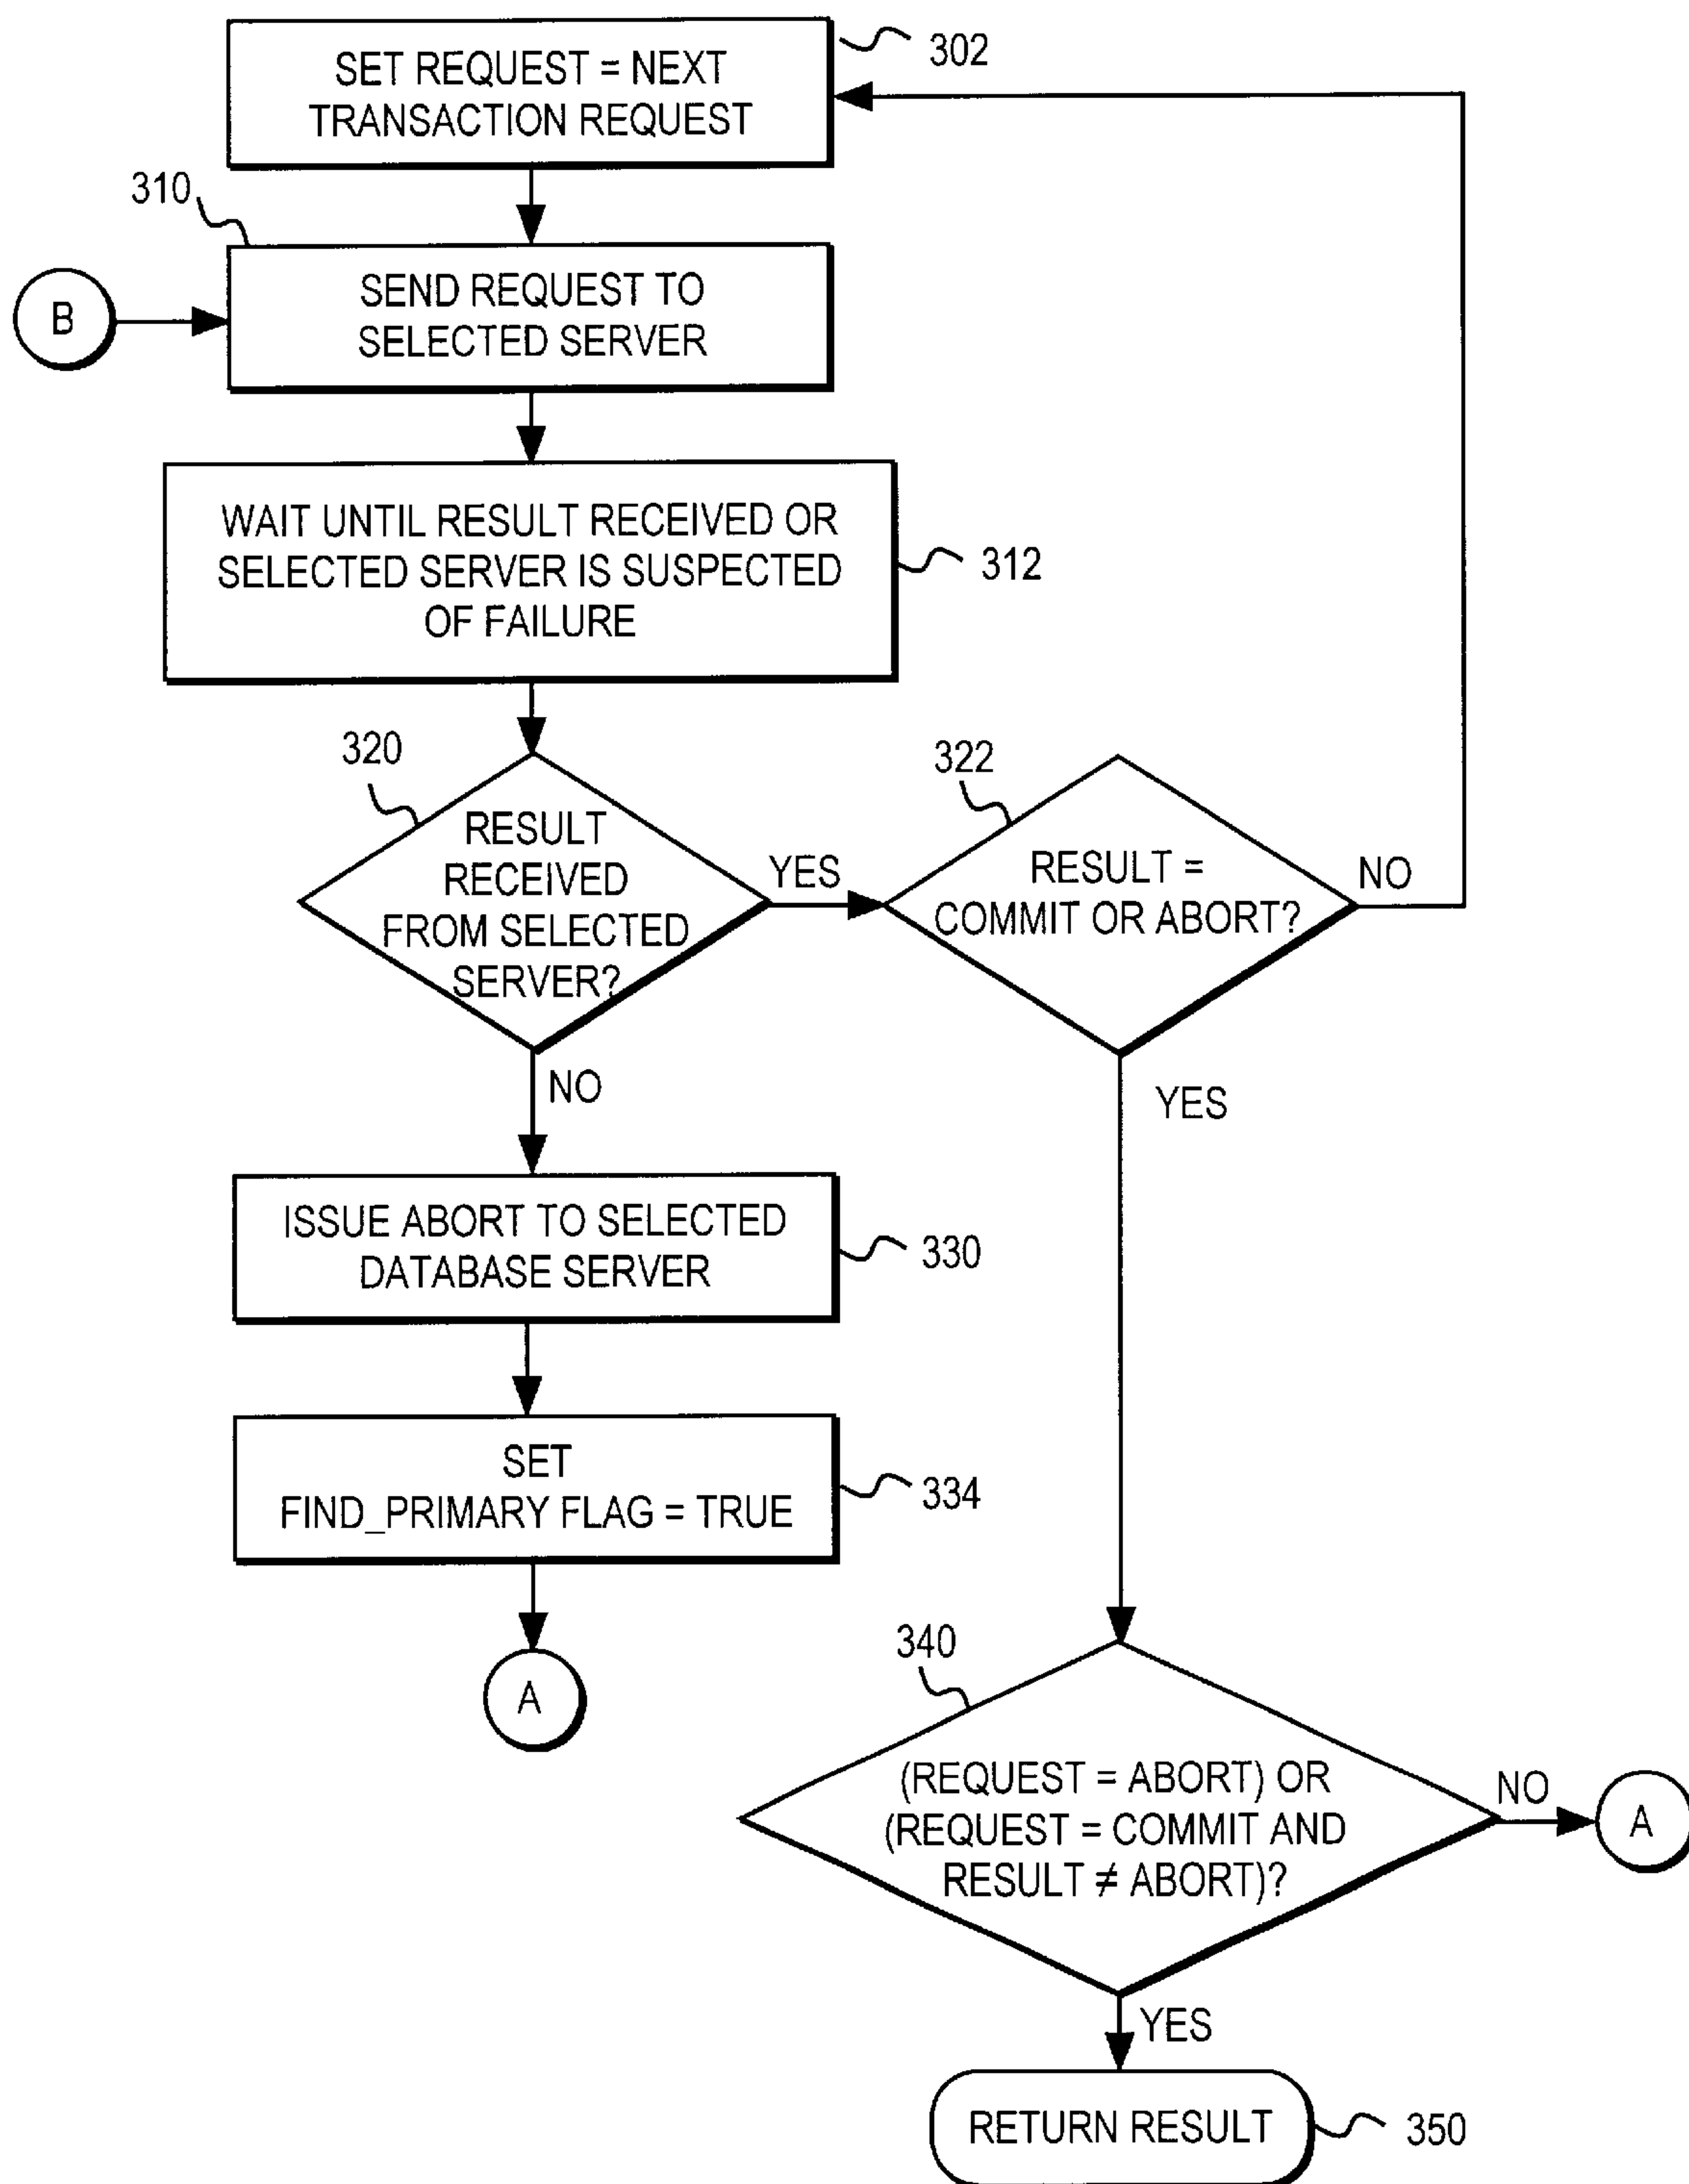 SET REQUEST = NEXT
TRANSACTION REQUEST
302
310
B
SEND REQUEST TO
SELECTED SERVER
WAIT UNTIL RESULT RECEIVED OR
SELECTED SERVER IS SUSPECTED
OF FAILURE
312
320
RESULT
RECEIVED
FROM SELECTED
SERVER?
YES
322
RESULT =
COMMIT OR ABORT?
NO
NO
YES
ISSUE ABORT TO SELECTED
DATABASE SERVER
330
SET
FIND_PRIMARY FLAG = TRUE
334
A
340
(REQUEST = ABORT) OR
(REQUEST = COMMIT AND
RESULT ≠ ABORT)?
NO
A
YES
RETURN RESULT
350